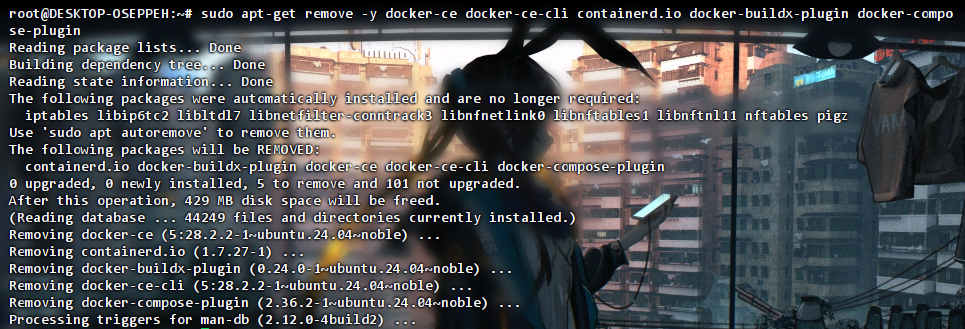 root@DESKTOP-OSEPPEH:~# sudo apt-get remove -y docker-ce docker-ce-cli containerd.io docker-buildx-plugin docker-compo
se-plugin
Reading package lists... Done
Building dependency tree... Done
Reading state information... Done
The following packages were automatically installed and are no longer required:
  iptables libip6tc2 libltdl7 libnetfilter-conntrack3 libnfnetlink0 libnftables1 libnftnl11 nftables pigz
Use 'sudo apt autoremove' to remove them.
The following packages will be REMOVED:
  containerd.io docker-buildx-plugin docker-ce docker-ce-cli docker-compose-plugin
0 upgraded, 0 newly installed, 5 to remove and 101 not upgraded.
After this operation, 429 MB disk space will be freed.
(Reading database ... 44249 files and directories currently installed.)
Removing docker-ce (5:28.2.2-1~ubuntu.24.04~noble) ...
Removing containerd.io (1.7.27-1) ...
Removing docker-buildx-plugin (0.24.0-1~ubuntu.24.04~noble) ...
Removing docker-ce-cli (5:28.2.2-1~ubuntu.24.04~noble) ...
Removing docker-compose-plugin (2.36.2-1~ubuntu.24.04~noble) ...
Processing triggers for man-db (2.12.0-4build2) ...